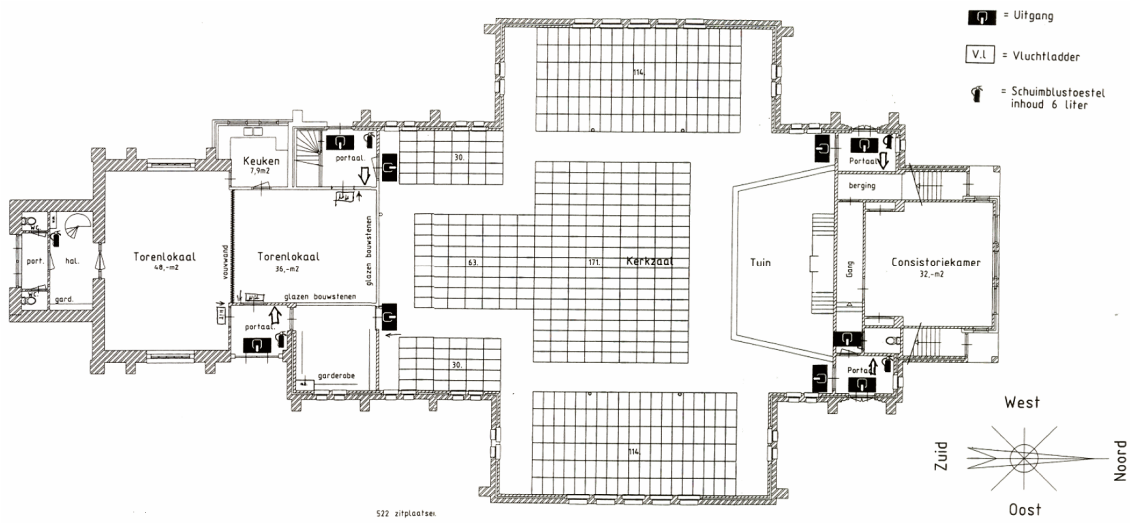 = Uitgang
V.l = Vluchtladder
= Schuimblustoestel
inhoud 6 liter
114.
Keuken
7,9m2
portaal.
30.
Portaal
berging
W.C.
port.
hal.
gard.
W.C.
Torenlokaal
48,-m2
vouwwand
Torenlokaal
36,-m2
glazen bouwstenen
glazen bouwstenen
63.
171.
Kerkzaal
Tuin
Gang
Consistoriekamer
32,-m2
portaal.
garderobe
30.
Portaal
114.
522 zitplaatsen.
West
Zuid
Noord
Oost